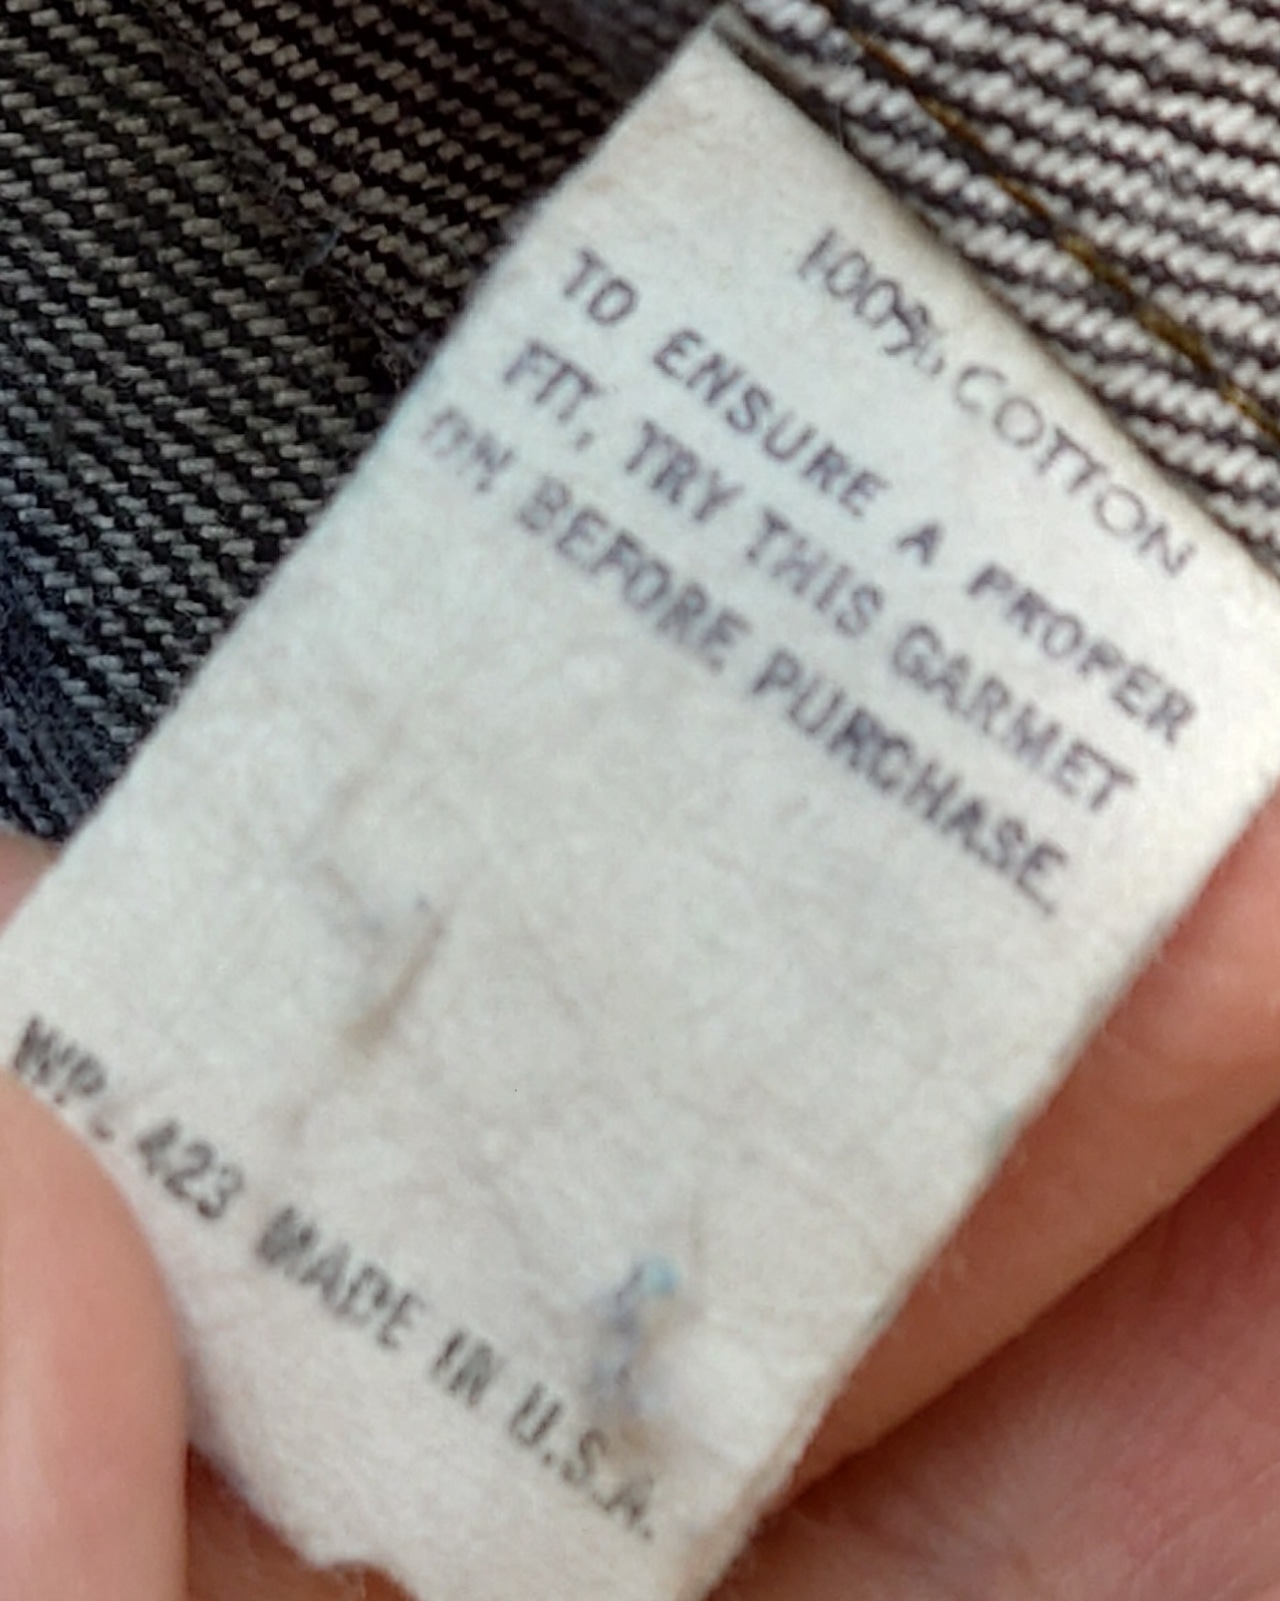 100% COTTON
TO ENSURE A PROPER
FIT, TRY THIS GARMET
ON BEFORE PURCHASE.
WPL 423 MADE IN U.S.A.